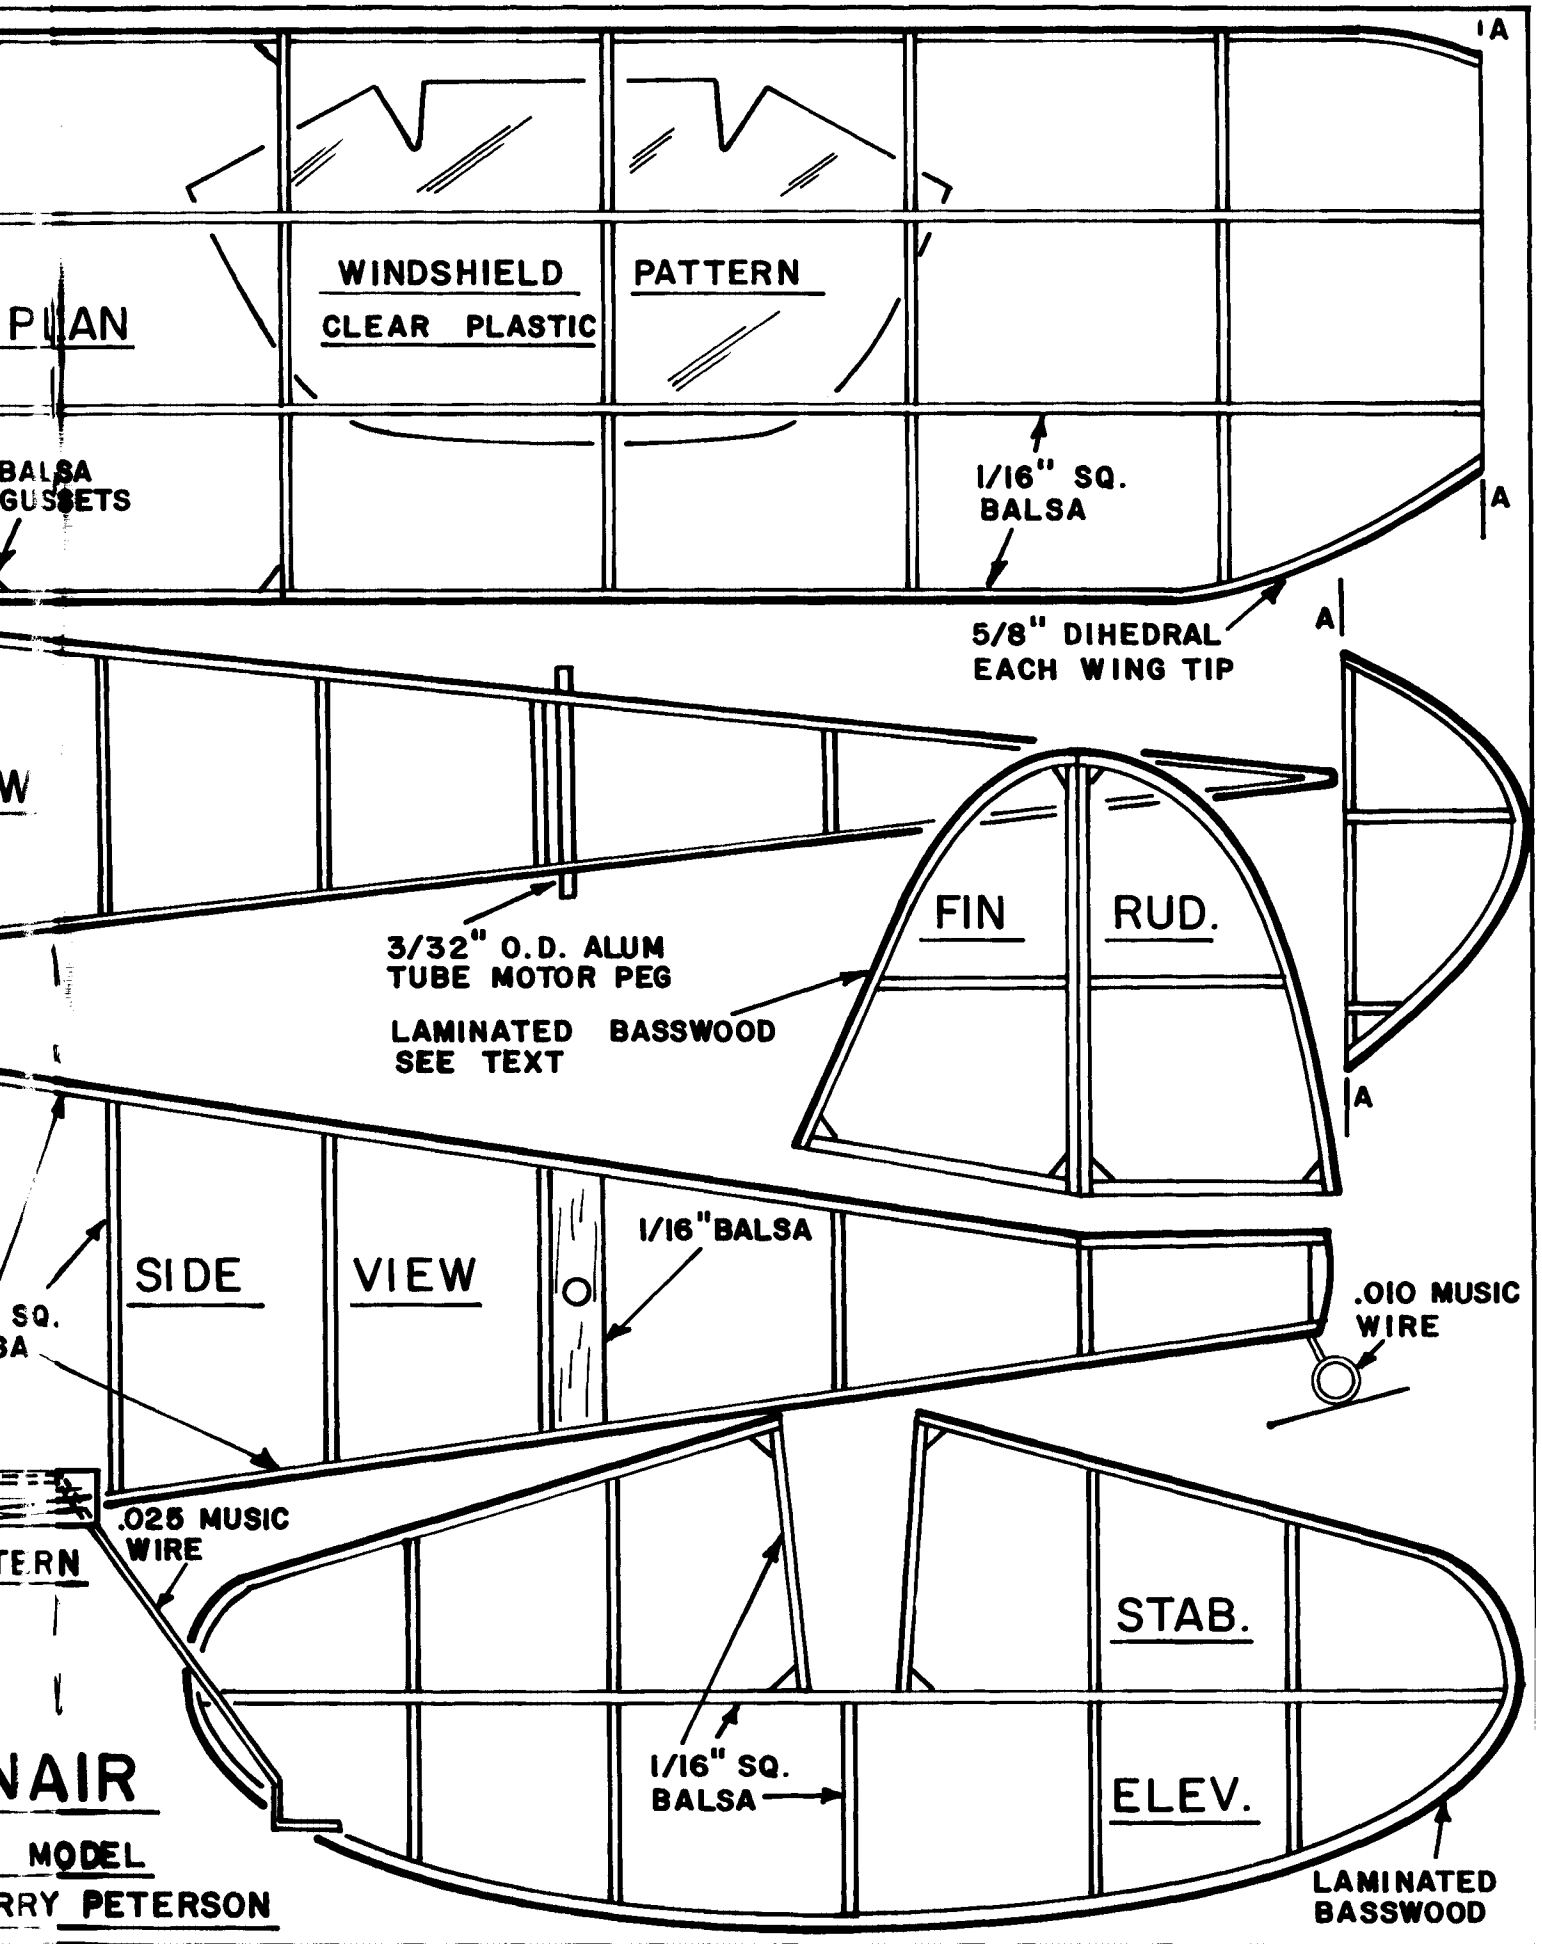 A
WINDSHIELD PATTERN
CLEAR PLASTIC
PLAN
BALSA
GUSSETS
1/16" SQ.
BALSA
A
5/8" DIHEDRAL
EACH WING TIP
A
W
FIN
RUD.
3/32" O.D. ALUM
TUBE MOTOR PEG
LAMINATED BASSWOOD
SEE TEXT
A
1/16" BALSA
SIDE VIEW
SQ.
SA
.010 MUSIC
WIRE
.025 MUSIC
WIRE
TERN
STAB.
1/16" SQ.
BALSA
ELEV.
NAIR
MODEL
RRY PETERSON
LAMINATED
BASSWOOD